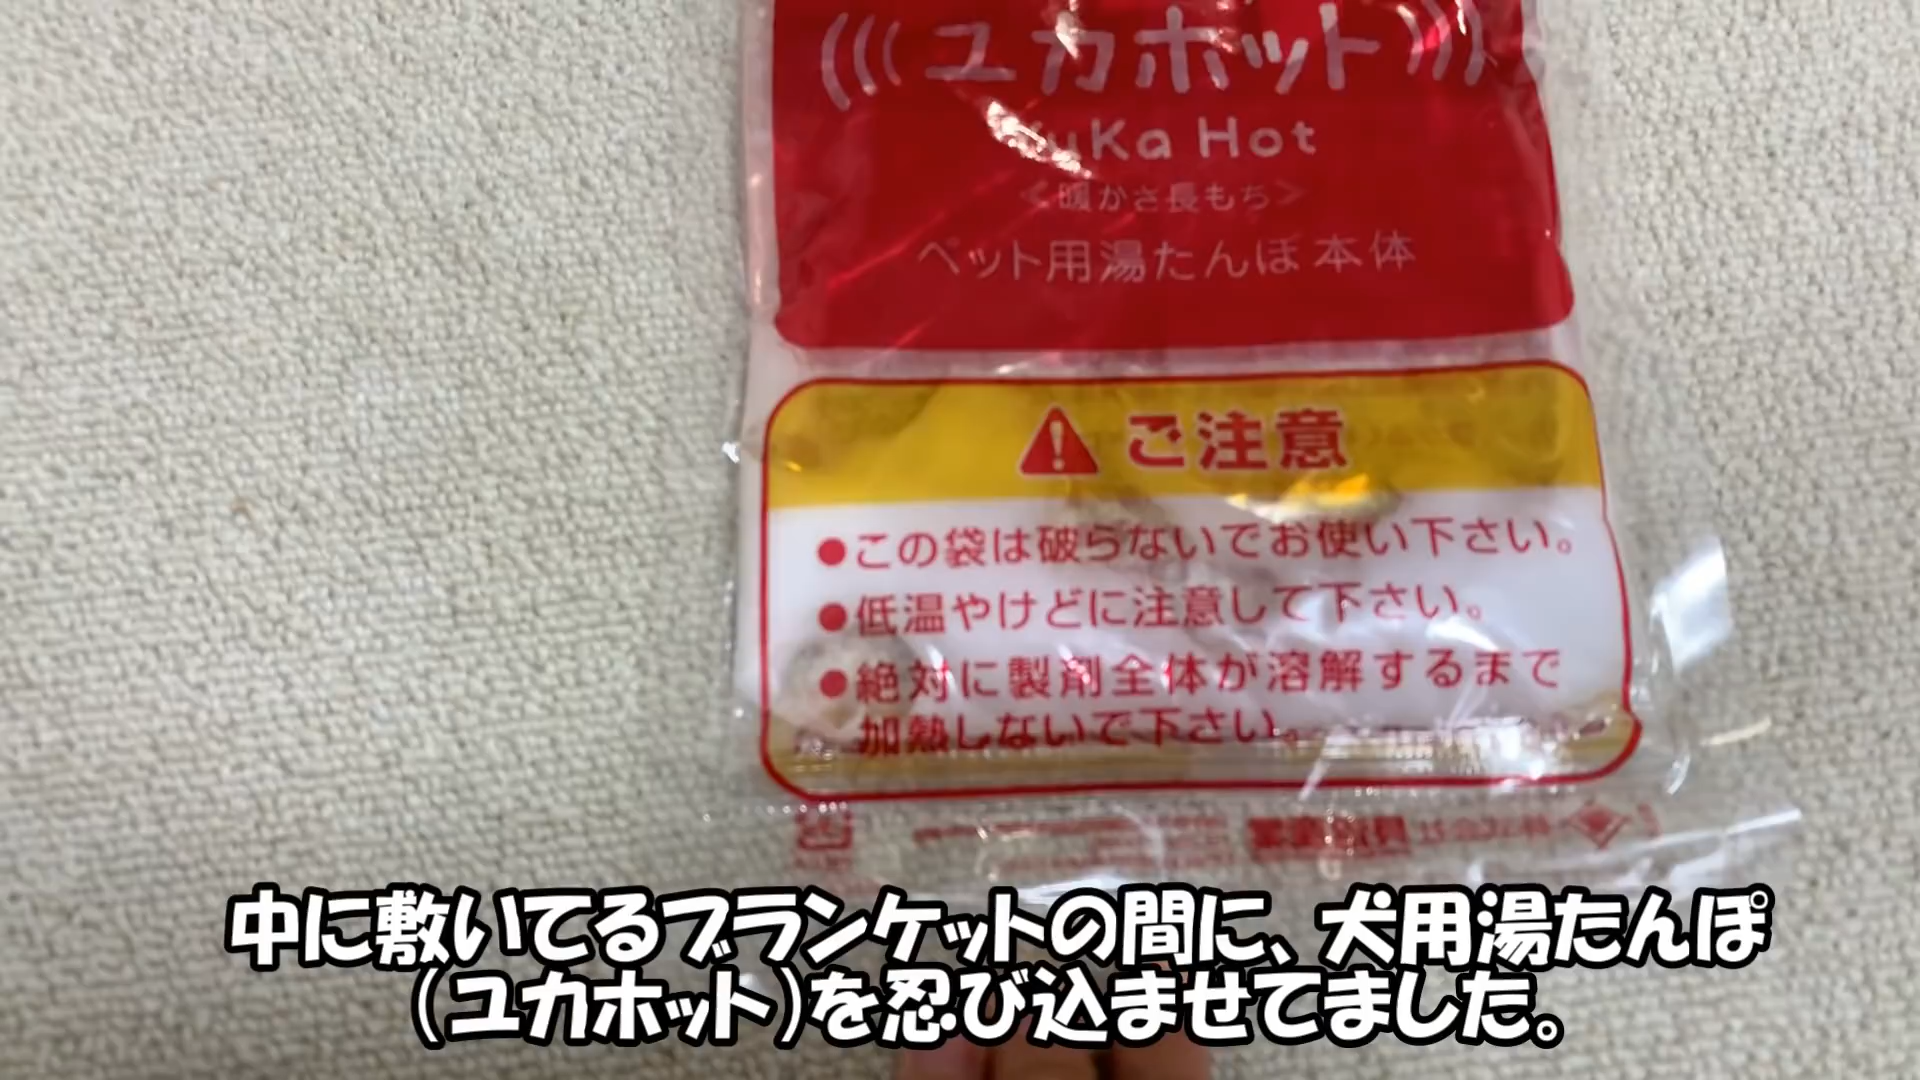 ユカホット
YuKa Hot
<暖かさ長もち>
ペット用湯たんぽ本体
ご注意
●この袋は破らないでお使い下さい。
●低温やけどに注意して下さい。
●絶対に製剤全体が溶解するまで
加熱しないで下さい。
中に敷いてるブランケットの間に、犬用湯たんぽ
(ユカホット)を忍び込ませてました。